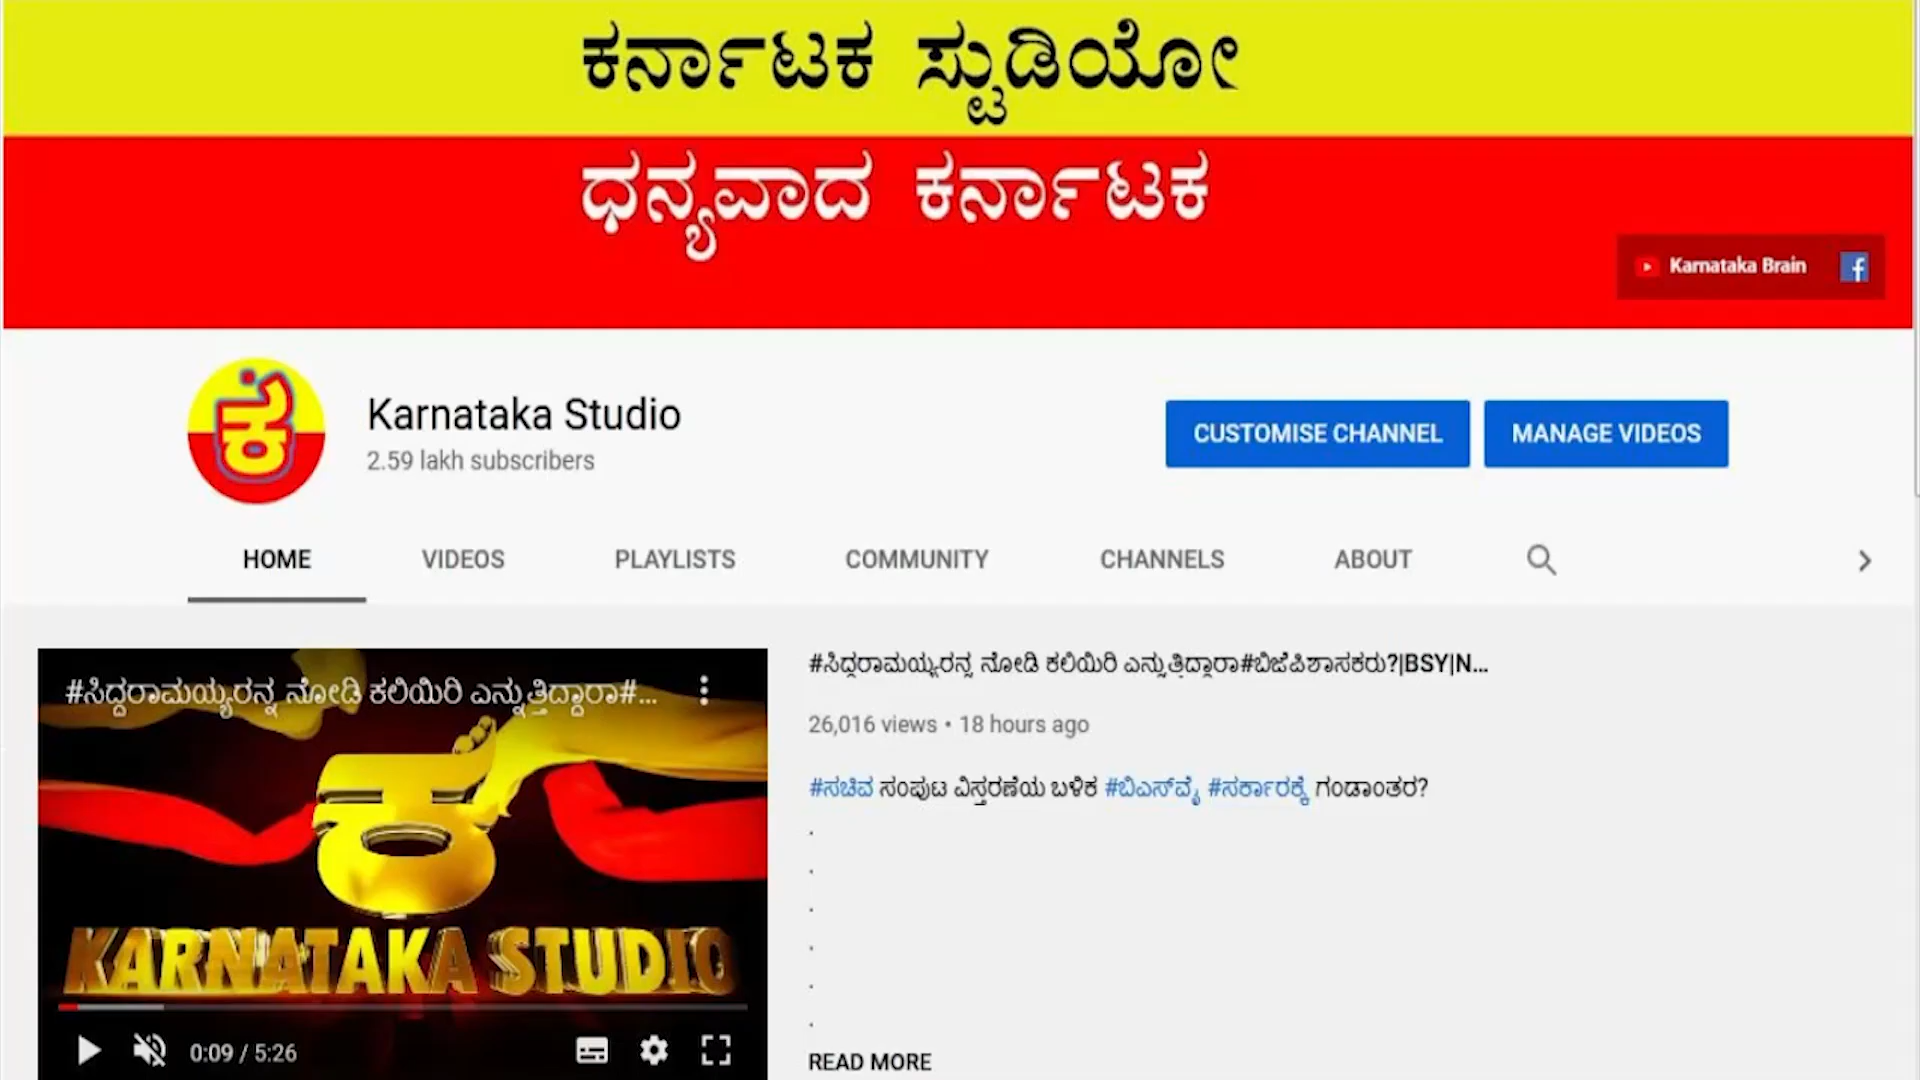 ಕರ್ನಾಟಕ ಸ್ಟುಡಿಯೋ
ಧನ್ಯವಾದ ಕರ್ನಾಟಕ
Karnataka Brain
ಕ
Karnataka Studio
2.59 lakh subscribers
CUSTOMISE CHANNEL
MANAGE VIDEOS
HOME VIDEOS PLAYLISTS COMMUNITY CHANNELS ABOUT
#ಸಿದ್ದರಾಮಯ್ಯರನ್ನ ನೋಡಿ ಕಲಿಯಿರಿ ಎನ್ನುತ್ತಿದ್ದಾರಾ#...
ಕ
KARNATAKA STUDIO
0:09 / 5:26
#ಸಿದ್ದರಾಮಯ್ಯರನ್ನ ನೋಡಿ ಕಲಿಯಿರಿ ಎನ್ನುತ್ತಿದ್ದಾರಾ#ಬಿಜೆಪಿಶಾಸಕರು?|BSY|N...
26,016 views • 18 hours ago
#ಸಚಿವ ಸಂಪುಟ ವಿಸ್ತರಣೆಯ ಬಳಿಕ #ಬಿಎಸ್‌ವೈ #ಸರ್ಕಾರಕ್ಕೆ ಗಂಡಾಂತರ?
.
.
.
.
.
.
READ MORE